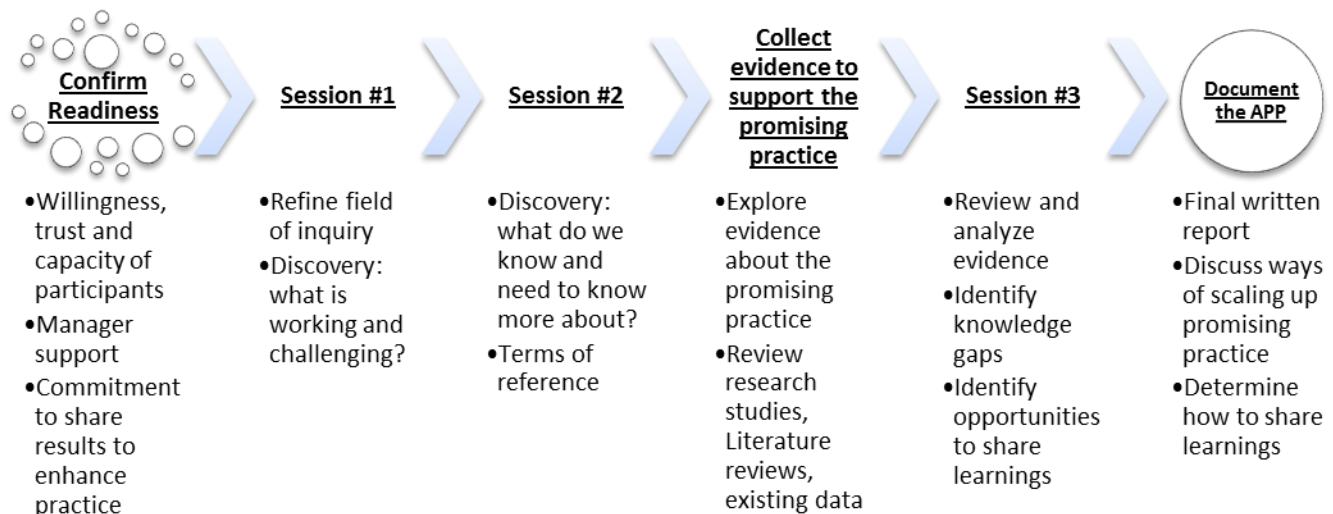 Confirm
Readiness
•Willingness,
trust and
capacity of
participants
•Manager
support
•Commitment
to share
results to
enhance
practice
Session #1
•Refine field
of inquiry
•Discovery:
what is
working and
challenging?
Session #2
•Discovery:
what do we
know and
need to know
more about?
•Terms of
reference
Collect
evidence to
support the
promising
practice
•Explore
evidence
about the
promising
practice
•Review
research
studies,
Literature
reviews,
existing data
Session #3
•Review and
analyze
evidence
•Identify
knowledge
gaps
•Identify
opportunities
to share
learnings
Document
the APP
•Final written
report
•Discuss ways
of scaling up
promising
practice
•Determine
how to share
learnings